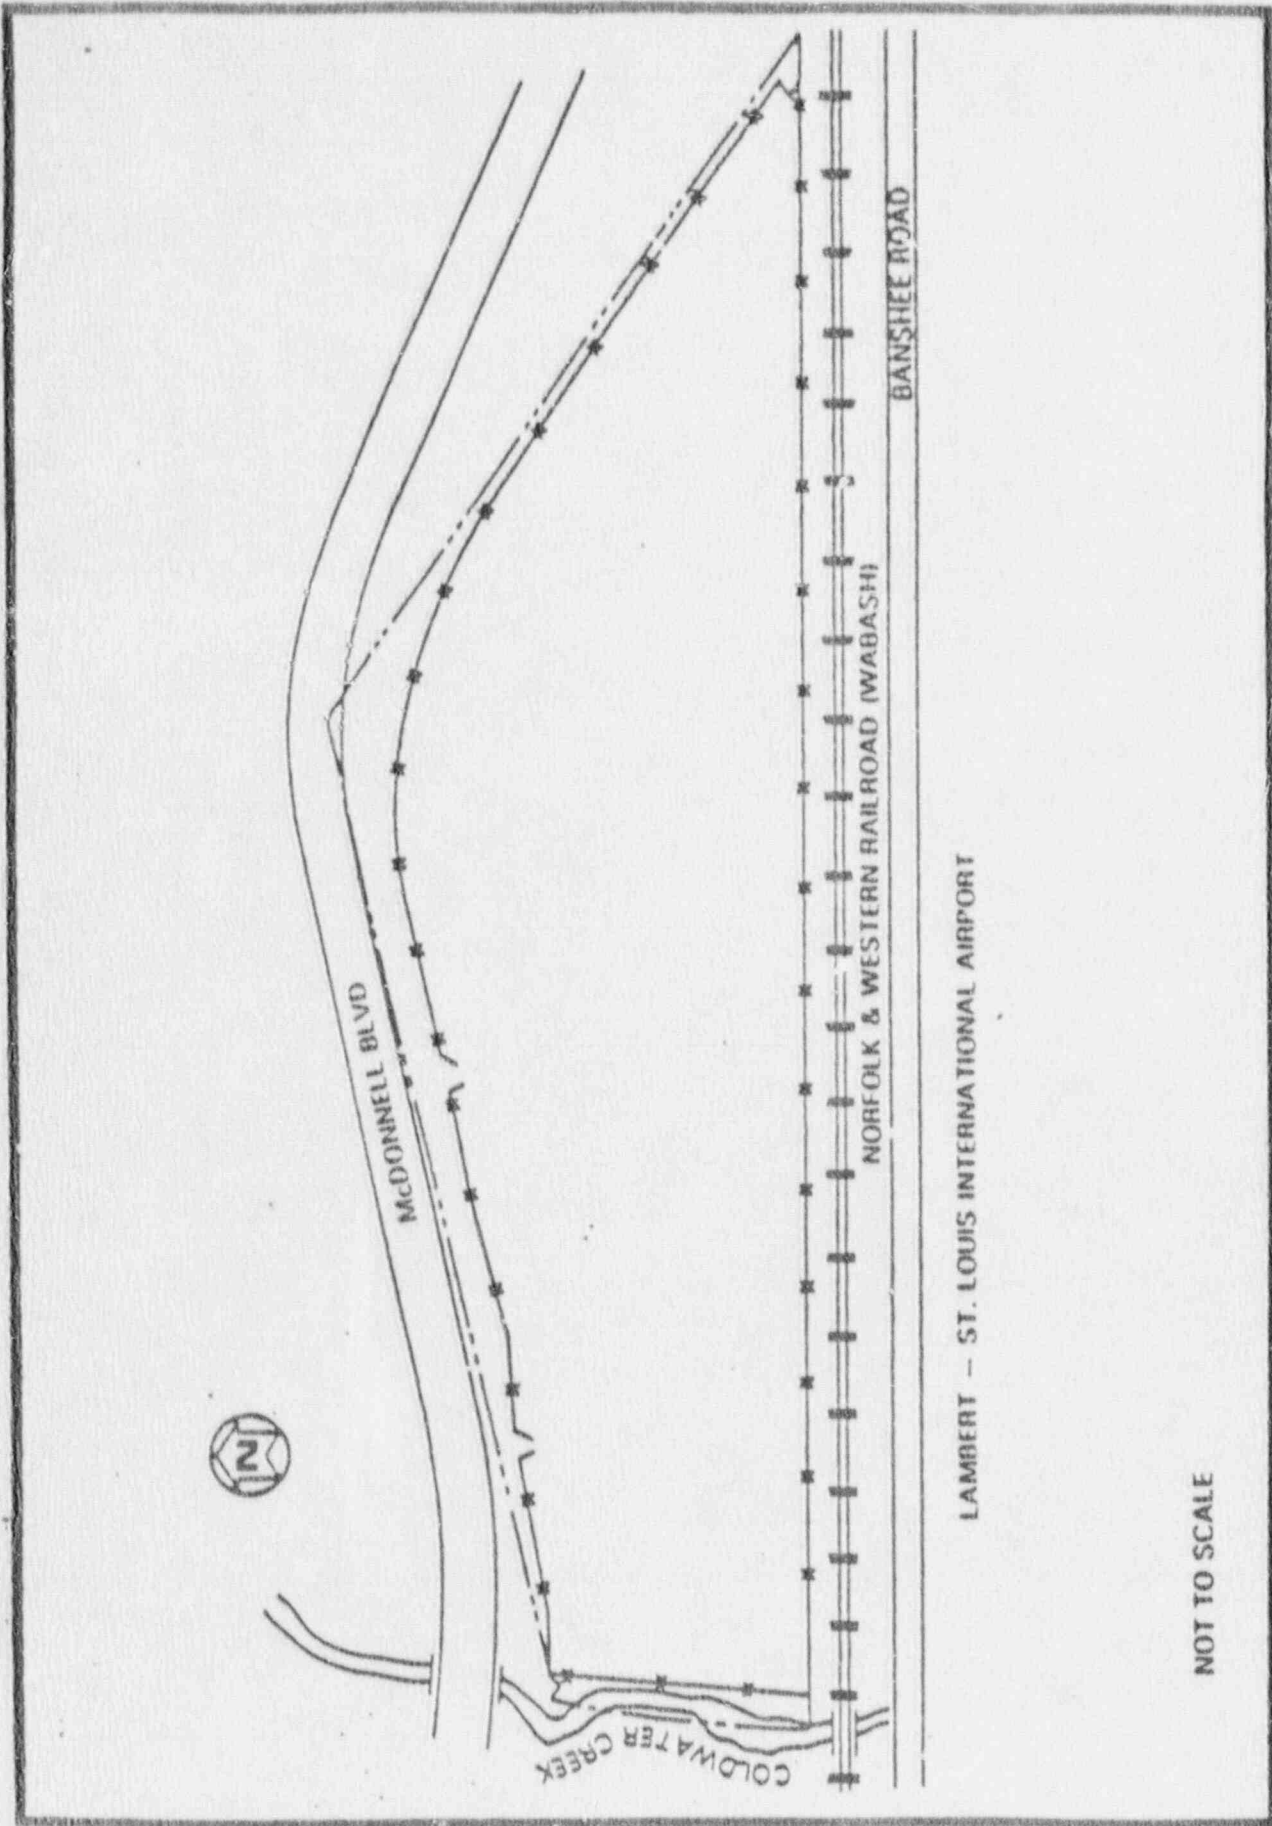 N
McDONNELL BLVD
COLDWATER CREEK
NORFOLK & WESTERN RAILROAD (WABASH)
BANSHEE ROAD
LAMBERT — ST. LOUIS INTERNATIONAL AIRPORT
NOT TO SCALE